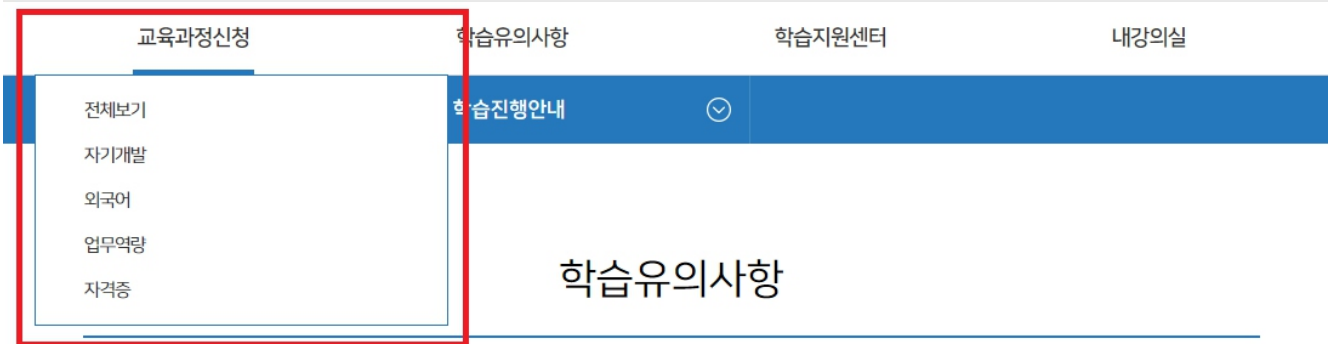 교육과정신청 학습유의사항 학습지원센터 내강의실
전체보기
학습진행안내
자기개발
외국어
업무역량
자격증
학습유의사항